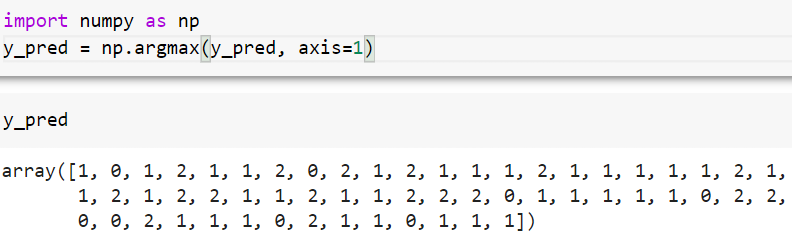 import numpy as np
y_pred = np.argmax(y_pred, axis=1)
y_pred
array([1, 0, 1, 2, 1, 1, 2, 0, 2, 1, 2, 1, 1, 1, 2, 1, 1, 1, 1, 1, 2, 1,
1, 2, 1, 2, 2, 1, 1, 2, 1, 1, 2, 2, 2, 0, 1, 1, 1, 1, 1, 0, 2, 2,
0, 0, 2, 1, 1, 1, 0, 2, 1, 1, 0, 1, 1, 1])